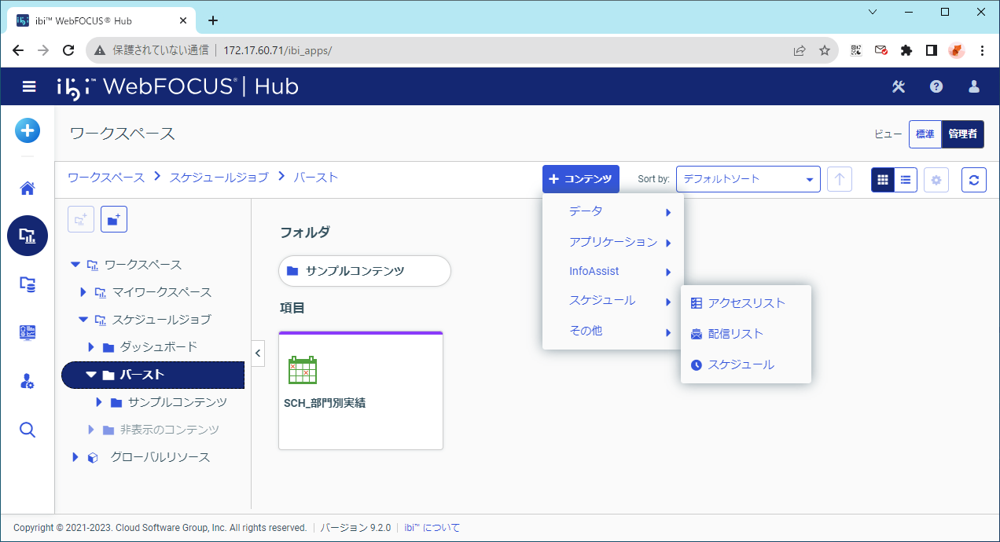 ibi™ WebFOCUS® Hub
保護されていない通信 172.17.60.71/ibi_apps/
ibi™ WebFOCUS® | Hub
ワークスペース
ビュー 標準 管理者
ワークスペース スケジュールジョブ バースト
コンテンツ Sort by: デフォルトソート
データ
アプリケーション
InfoAssist
スケジュール
その他
アクセスリスト
配信リスト
スケジュール
ワークスペース
マイワークスペース
スケジュールジョブ
ダッシュボード
バースト
サンプルコンテンツ
非表示のコンテンツ
グローバルリソース
フォルダ
サンプルコンテンツ
項目
SCH_部門別実績
Copyright © 2021-2023. Cloud Software Group, Inc. All rights reserved. バージョン 9.2.0 ibi™ について